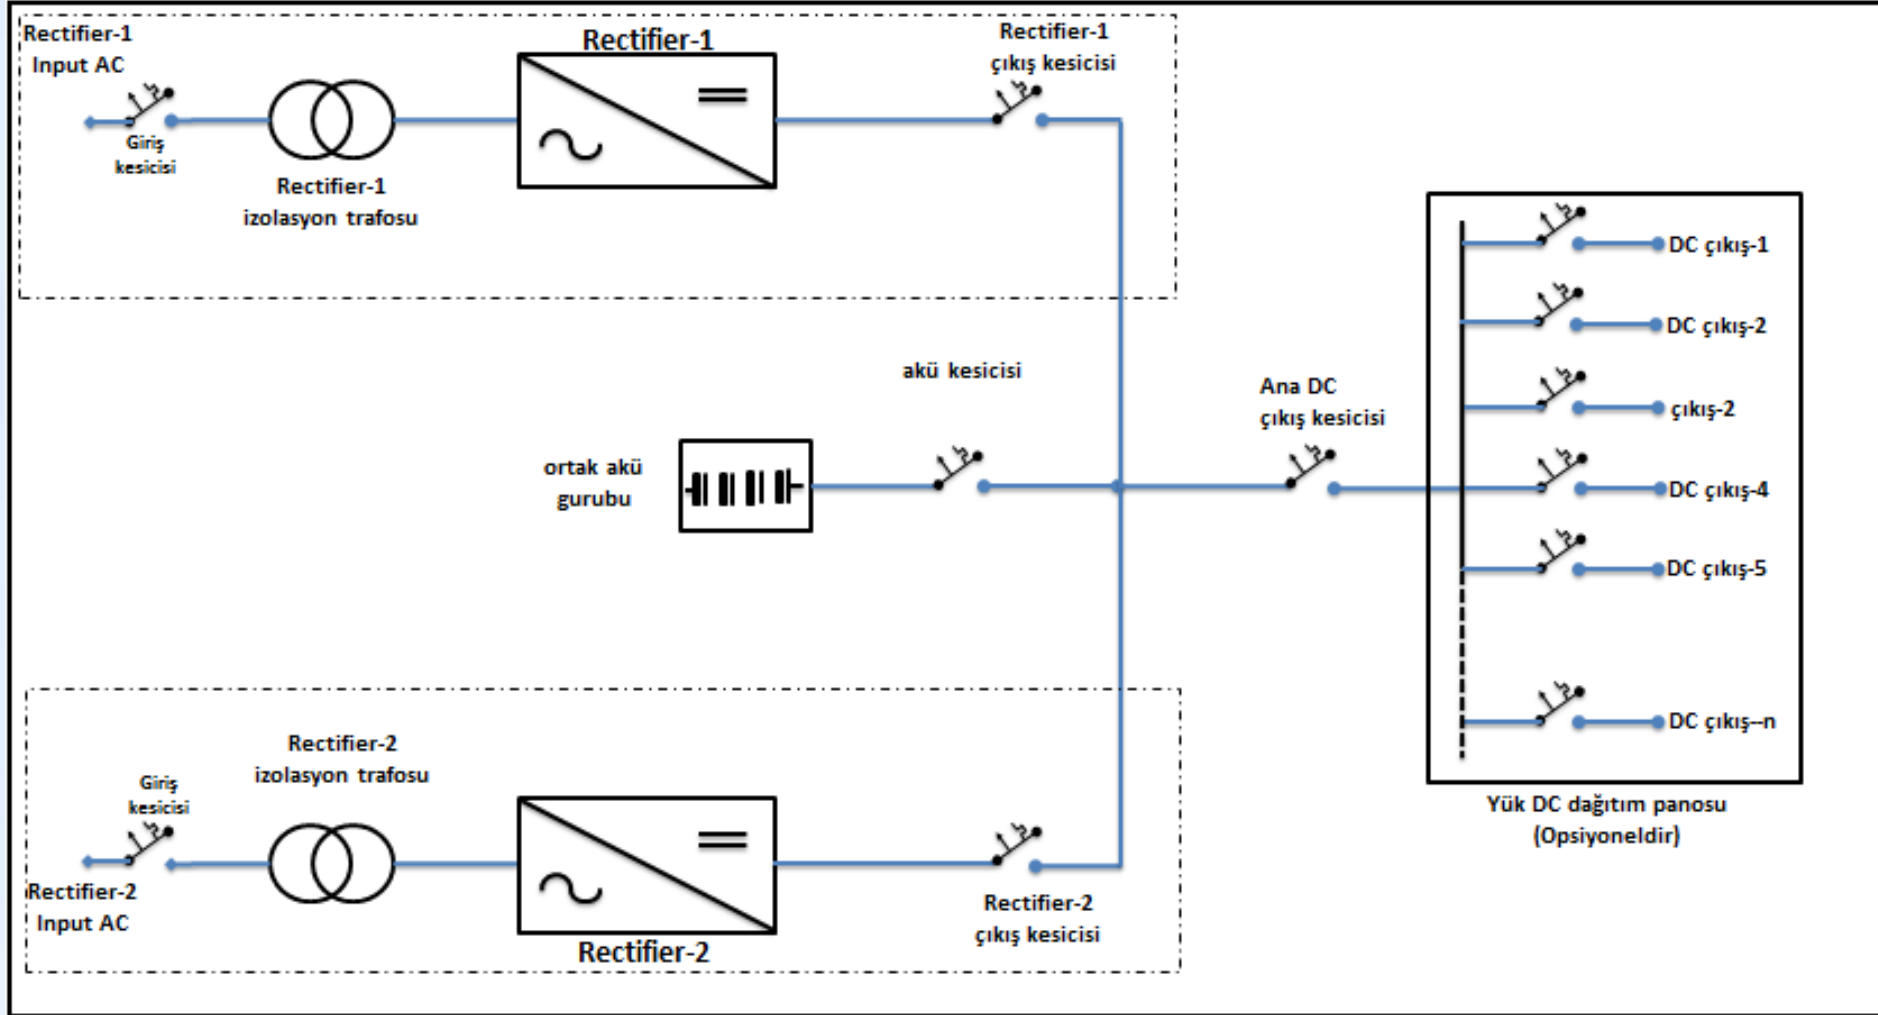 Rectifier-1
Input AC
Giriş
kesicisi
Rectifier-1
izolasyon trafosu
Rectifier-1
Rectifier-1
çıkış kesicisi
akü kesicisi
ortak akü
gurubu
Ana DC
çıkış kesicisi
DC çıkış-1
DC çıkış-2
çıkış-2
DC çıkış-4
DC çıkış-5
DC çıkış--n
Yük DC dağıtım panosu
(Opsiyoneldir)
Rectifier-2
izolasyon trafosu
Giriş
kesicisi
Rectifier-2
Input AC
Rectifier-2
Rectifier-2
çıkış kesicisi